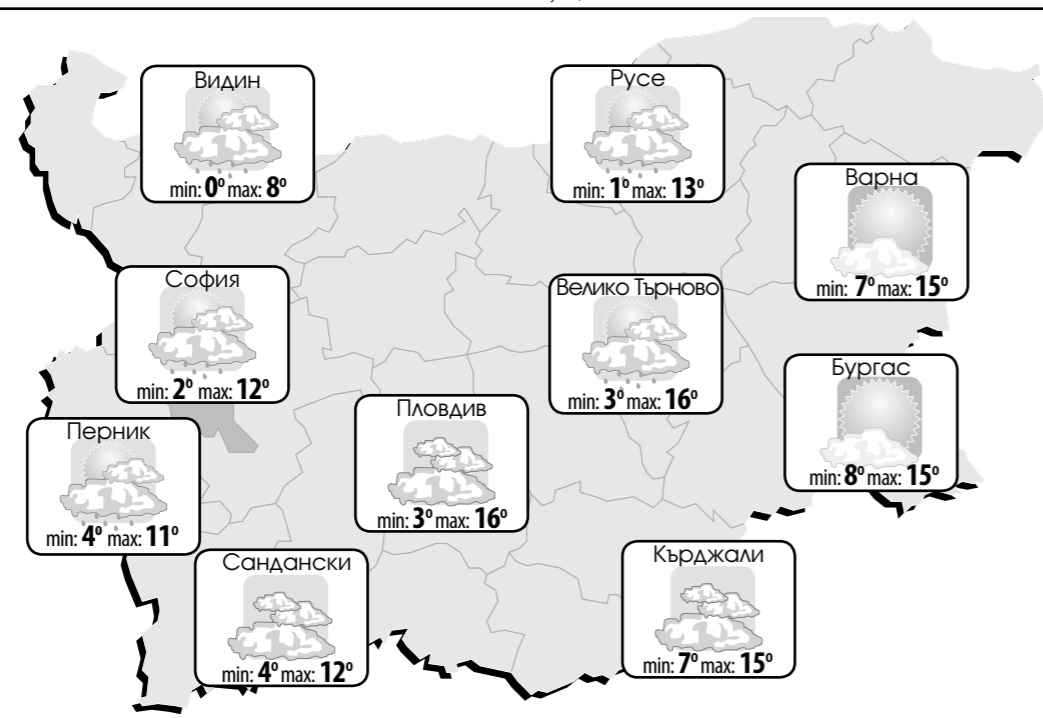 Видин
min: 0° max: 8°
Русе
min: 1° max: 13°
Варна
min: 7° max: 15°
София
min: 2° max: 12°
Велико Търново
min: 3° max: 16°
Бургас
min: 8° max: 15°
Пловдив
min: 3° max: 16°
Перник
min: 4° max: 11°
Сандански
min: 4° max: 12°
Кърджали
min: 7° max: 15°